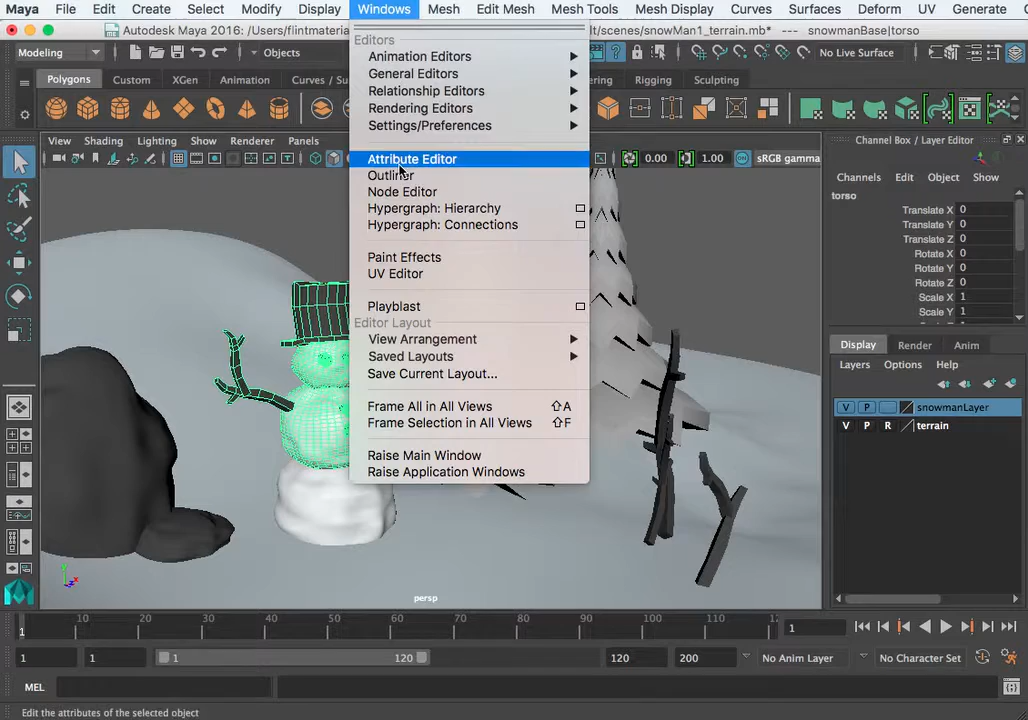 Maya File Edit Create Select Modify Display Windows Mesh Edit Mesh Mesh Tools Mesh Display Curves Surfaces Deform UV Generate
Autodesk Maya 2016: /Users/flintmateria
lt/scenes/snowMan1_terrain.mb* --- snowmanBase|torso
Modeling
Objects
No Live Surface
Polygons Custom XGen Animation Curves / Su
ering Rigging Sculpting
Editors
Animation Editors
General Editors
Relationship Editors
Rendering Editors
Settings/Preferences
Attribute Editor
Outliner
Node Editor
Hypergraph: Hierarchy
Hypergraph: Connections
Paint Effects
UV Editor
Playblast
Editor Layout
View Arrangement
Saved Layouts
Save Current Layout...
Frame All in All Views ⇧A
Frame Selection in All Views ⇧F
Raise Main Window
Raise Application Windows
View Shading Lighting Show Renderer Panels
0.00 1.00 sRGB gamma
Channel Box / Layer Editor
Channels Edit Object Show
torso
Translate X 0
Translate Y 0
Translate Z 0
Rotate X 0
Rotate Y 0
Rotate Z 0
Scale X 1
Scale Y 1
Display Render Anim
Layers Options Help
V P snowmanLayer
V P R terrain
y
z x
persp
1 10 20 30 40 50 60 70 80 90 100 110 12
1
1 1 1 120 120 200 No Anim Layer No Character Set
MEL
Edit the attributes of the selected object